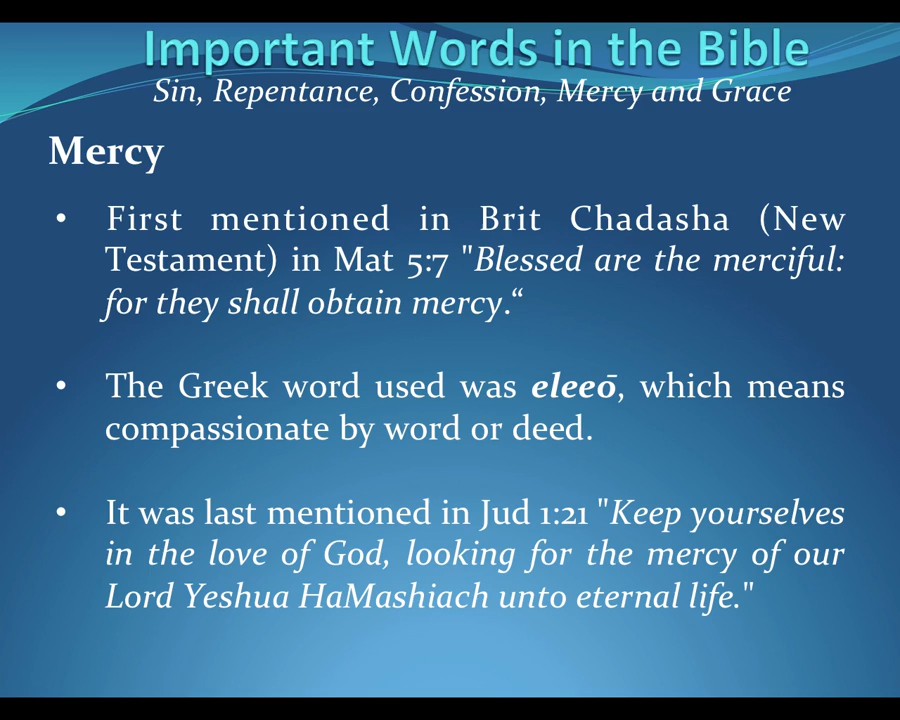 Important Words in the Bible
Sin, Repentance, Confession, Mercy and Grace
Mercy
• First mentioned in Brit Chadasha (New
Testament) in Mat 5:7 "Blessed are the merciful:
for they shall obtain mercy.“
• The Greek word used was eleeō, which means
compassionate by word or deed.
• It was last mentioned in Jud 1:21 "Keep yourselves
in the love of God, looking for the mercy of our
Lord Yeshua HaMashiach unto eternal life."